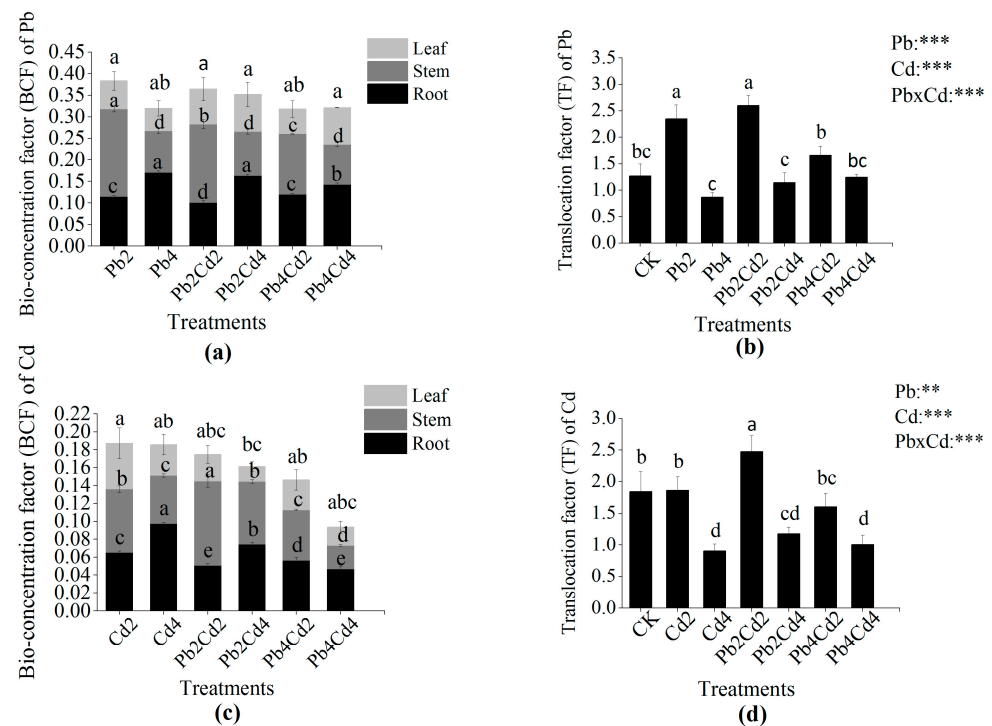 Bio-concentration factor (BCF) of Pb
0.45
0.40
0.35
0.30
0.25
0.20
0.15
0.10
0.05
0.00
Leaf
Stem
Root
a ab a a ab a
a d b d c d
c a d a c b
Pb2 Pb4 Pb2Cd2 Pb2Cd4 Pb4Cd2 Pb4Cd4
Treatments
(a)
Translocation factor (TF) of Pb
3.5
3.0
2.5
2.0
1.5
1.0
0.5
0.0
Pb:***
Cd:***
PbxCd:***
bc a c a c b bc
CK Pb2 Pb4 Pb2Cd2 Pb2Cd4 Pb4Cd2 Pb4Cd4
Treatments
(b)
Bio-concentration factor (BCF) of Cd
0.22
0.20
0.18
0.16
0.14
0.12
0.10
0.08
0.06
0.04
0.02
0.00
Leaf
Stem
Root
a ab abc bc ab abc
b c a b c d
c a e b d e
Cd2 Cd4 Pb2Cd2 Pb2Cd4 Pb4Cd2 Pb4Cd4
Treatments
(c)
Translocation factor (TF) of Cd
3.0
2.5
2.0
1.5
1.0
0.5
0.0
Pb:**
Cd:***
PbxCd:***
b b d a cd bc d
CK Cd2 Cd4 Pb2Cd2 Pb2Cd4 Pb4Cd2 Pb4Cd4
Treatments
(d)